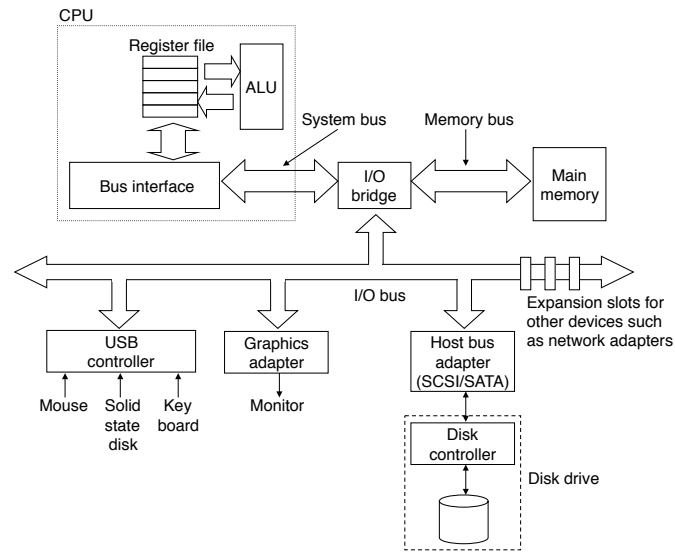 CPU
Register file
ALU
System bus
Memory bus
Bus interface
I/O
bridge
Main
memory
I/O bus
Expansion slots for
other devices such
as network adapters
USB
controller
Graphics
adapter
Host bus
adapter
(SCSI/SATA)
Mouse
Solid
state
disk
Key
board
Monitor
Disk
controller
Disk drive